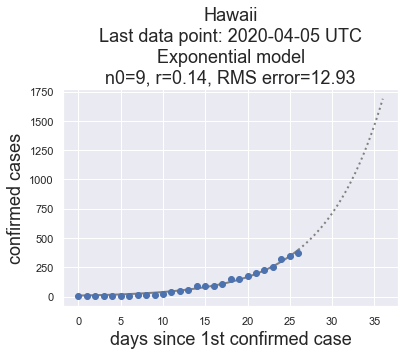 Hawaii
Last data point: 2020-04-05 UTC
Exponential model
n0=9, r=0.14, RMS error=12.93
1750
1500
1250
1000
750
500
250
0
confirmed cases
0 5 10 15 20 25 30 35
days since 1st confirmed case